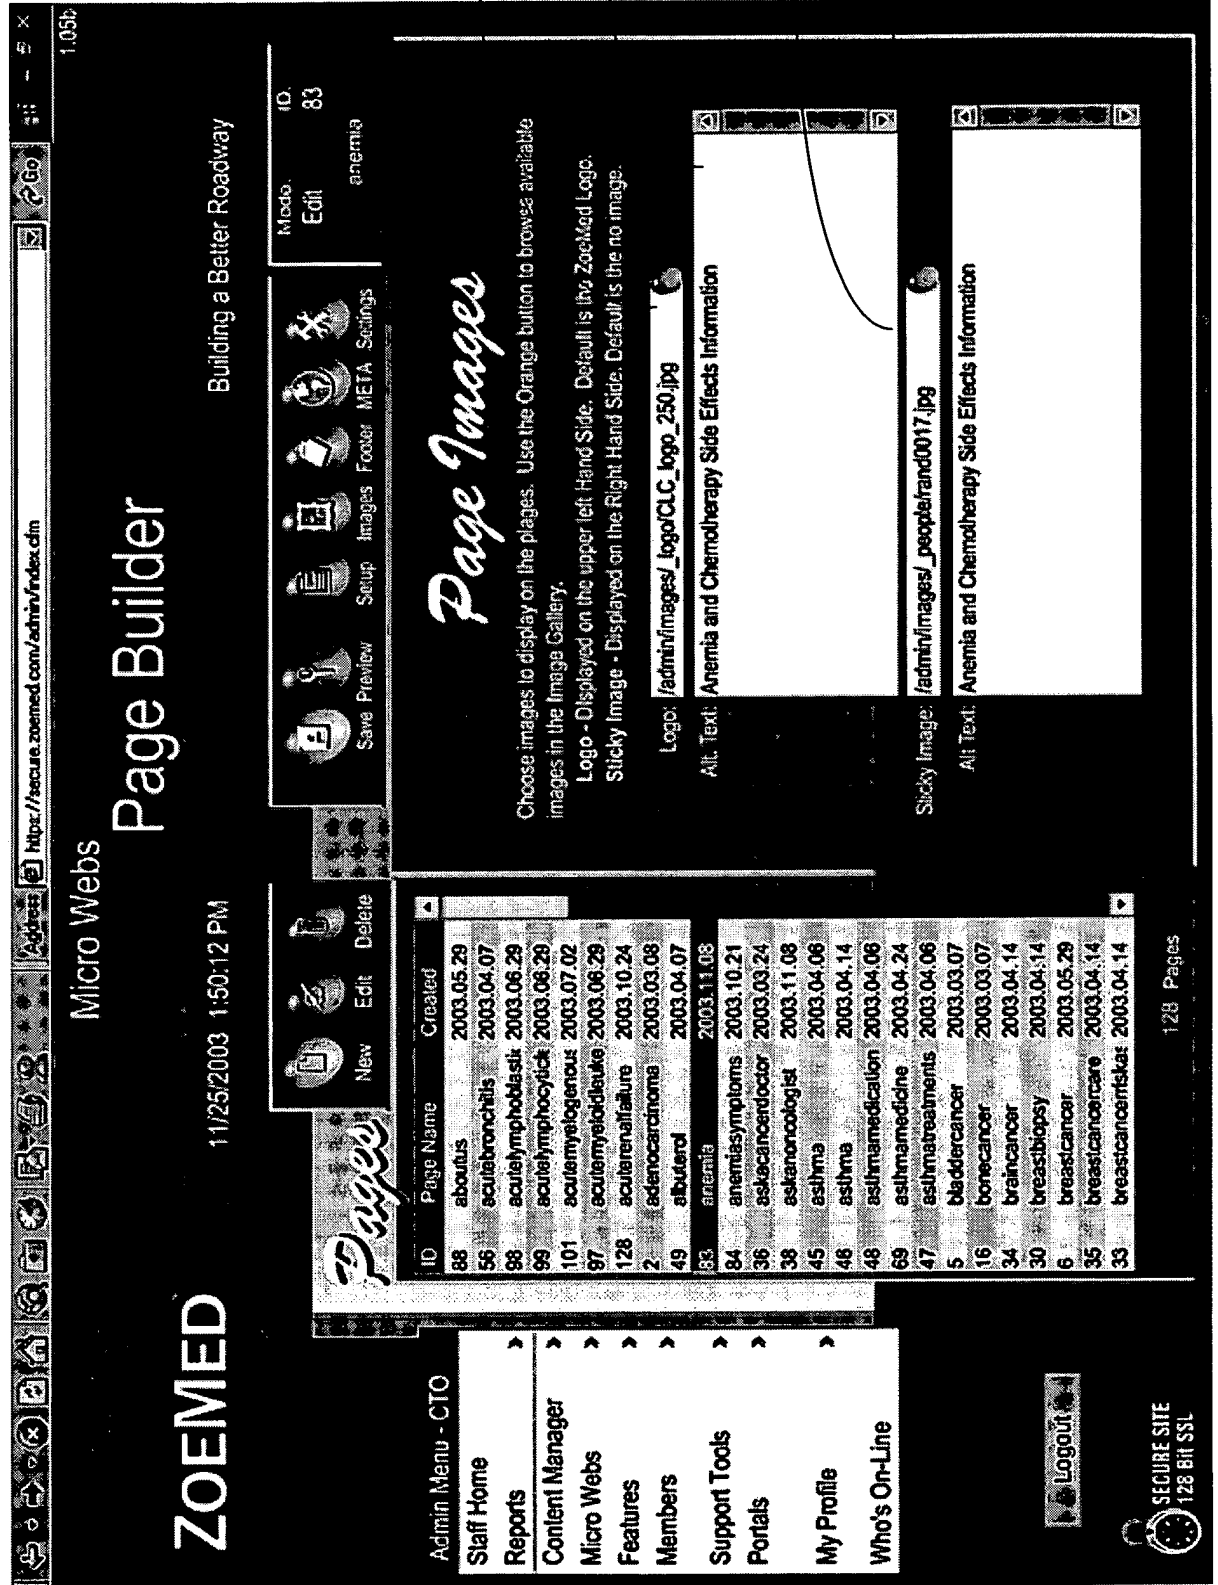 Address https://secure.zoemed.com/admin/index.cfm Go
1.05b
Micro Webs
Page Builder
ZOEMED
11/25/2003 1:50:12 PM
Building a Better Roadway
Admin Menu - CTO
Staff Home
Reports
Content Manager
Micro Webs
Features
Members
Support Tools
Portals
My Profile
Who's On-Line
Logout
SECURE SITE
128 Bit SSL
Pages
New Edit Delete
ID Page Name Created
88 aboutus 2003.05.29
56 acutebronchitis 2003.04.07
98 acutelymphoblastic 2003.06.29
99 acutelymphocyticle 2003.06.29
101 acutemyelogenous 2003.07.02
97 acutemyeloidleuke 2003.06.29
128 acuterenalfailure 2003.10.24
2 adenocarcinoma 2003.03.08
49 albuterol 2003.04.07
83 anemia 2003.11.08
84 anemiasymptoms 2003.10.21
36 askacancerdoctor 2003.03.24
38 askanoncologist 2003.11.08
45 asthma 2003.04.06
46 asthma 2003.04.14
48 asthmamedication 2003.04.06
69 asthmamedicine 2003.04.24
47 asthmatreatments 2003.04.06
5 bladdercancer 2003.03.07
16 bonecancer 2003.03.07
34 braincancer 2003.04.14
30 breastbiopsy 2003.04.14
6 breastcancer 2003.05.29
35 breastcancercare 2003.04.14
33 breastcancerriskas 2003.04.14
128 Pages
Save Preview Setup Images Footer META Settings
Mode. ID.
Edit 83
anemia
Page Images
Choose images to display on the plages. Use the Orange button to browse available
images in the Image Gallery.
Logo - Displayed on the upper left Hand Side. Default is the ZoeMed Logo.
Sticky Image - Displayed on the Right Hand Side. Default is the no image.
Logo: /admin/images/_logo/CLC_logo_250.jpg
Alt. Text: Anemia and Chemotherapy Side Effects Information
Sticky Image: /admin/images/_people/rand0017.jpg
Alt Text: Anemia and Chemotherapy Side Effects Information